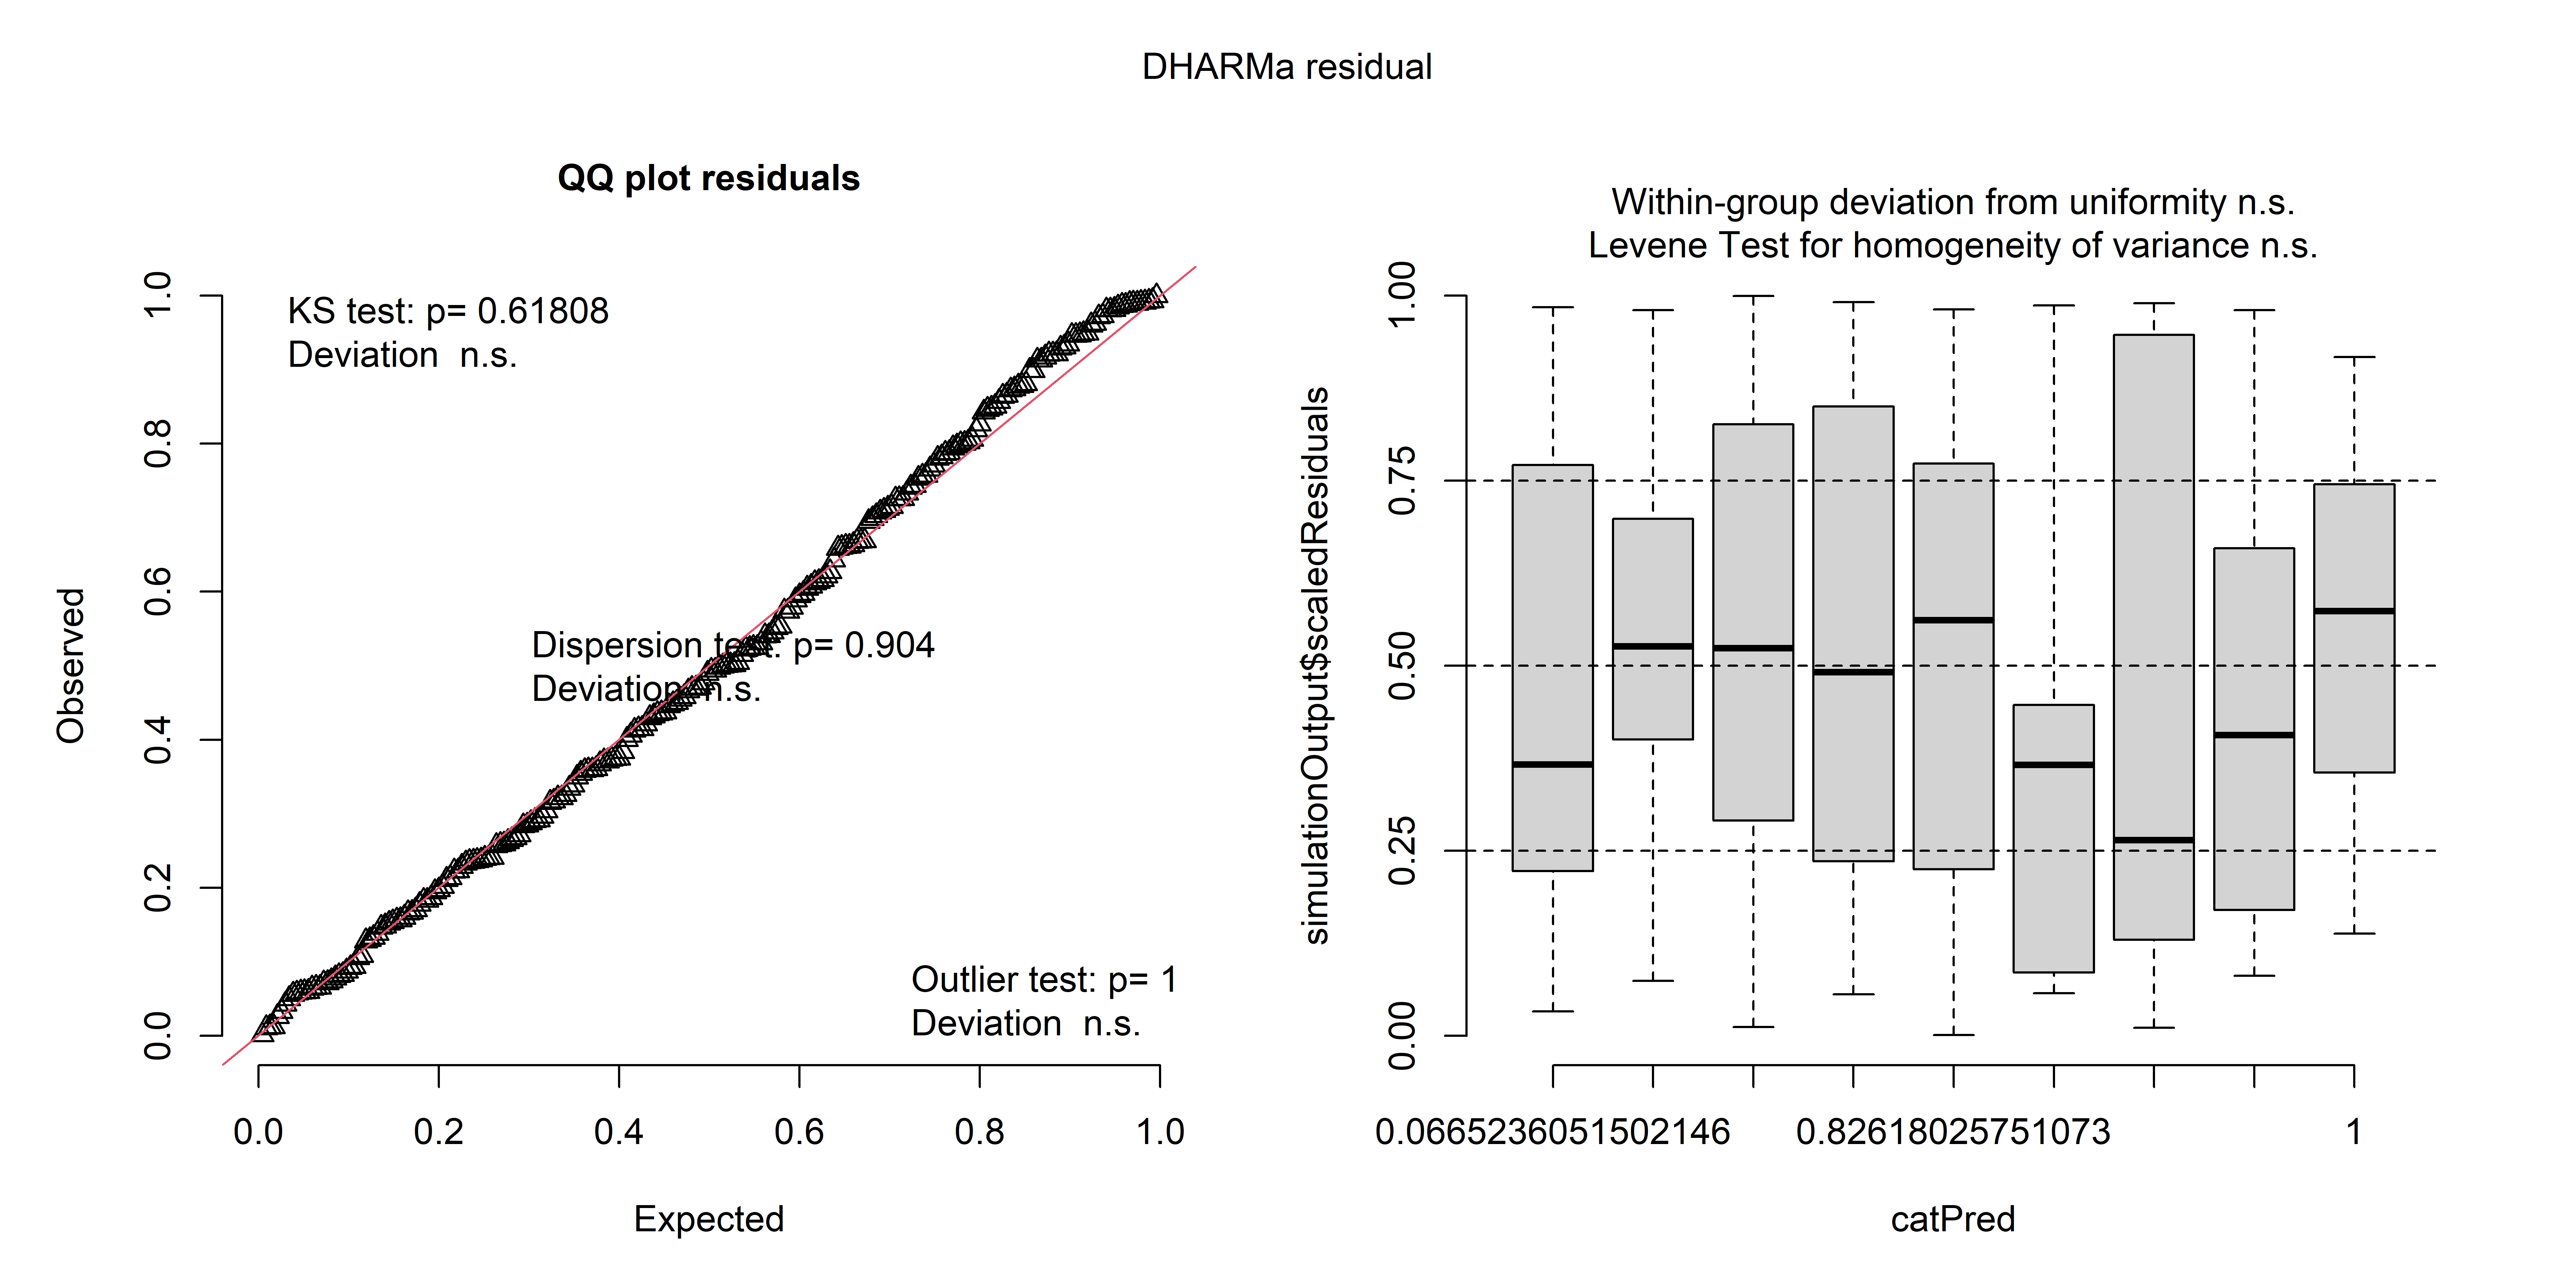 DHARMa residual
QQ plot residuals
KS test: p= 0.61808
Deviation  n.s.
Dispersion test: p= 0.904
Deviation n.s.
Outlier test: p= 1
Deviation  n.s.
Observed
0.0
0.2
0.4
0.6
0.8
1.0
0.0
0.2
0.4
0.6
0.8
1.0
Expected
Within-group deviation from uniformity n.s.
Levene Test for homogeneity of variance n.s.
simulationOutput$scaledResiduals
0.00
0.25
0.50
0.75
1.00
0.0665236051502146
0.82618025751073
1
catPred